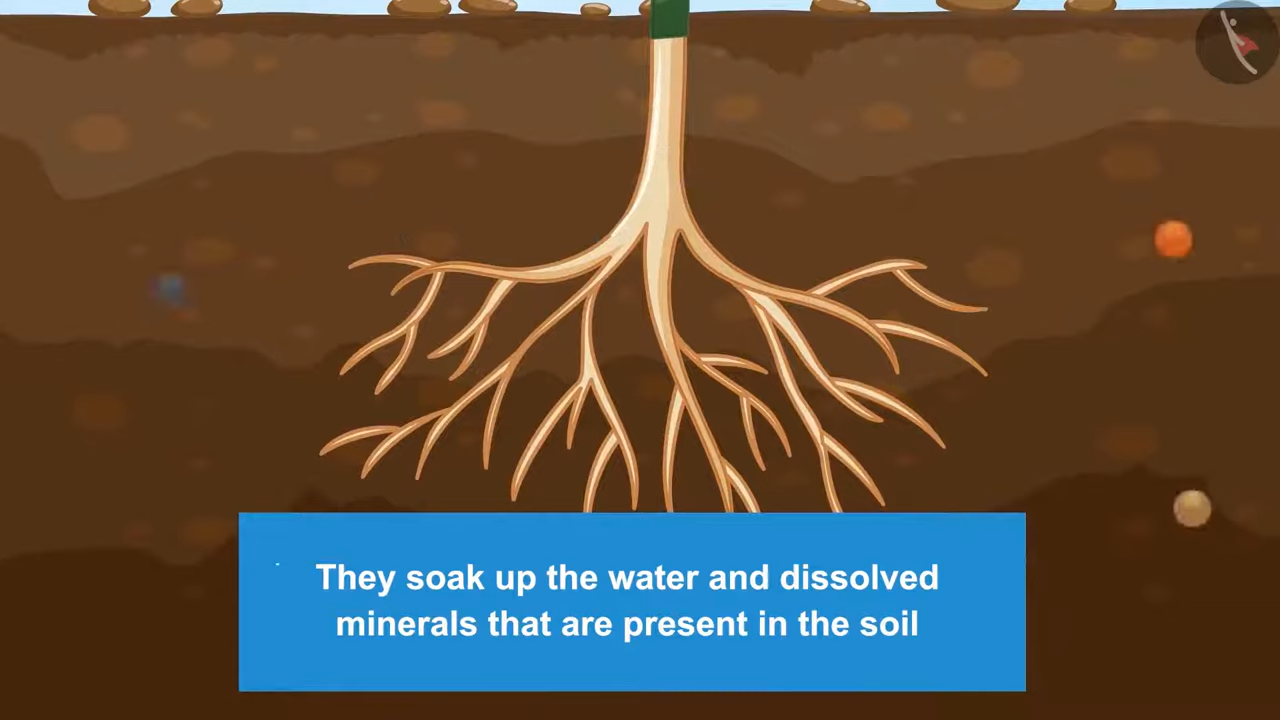 They soak up the water and dissolved
minerals that are present in the soil